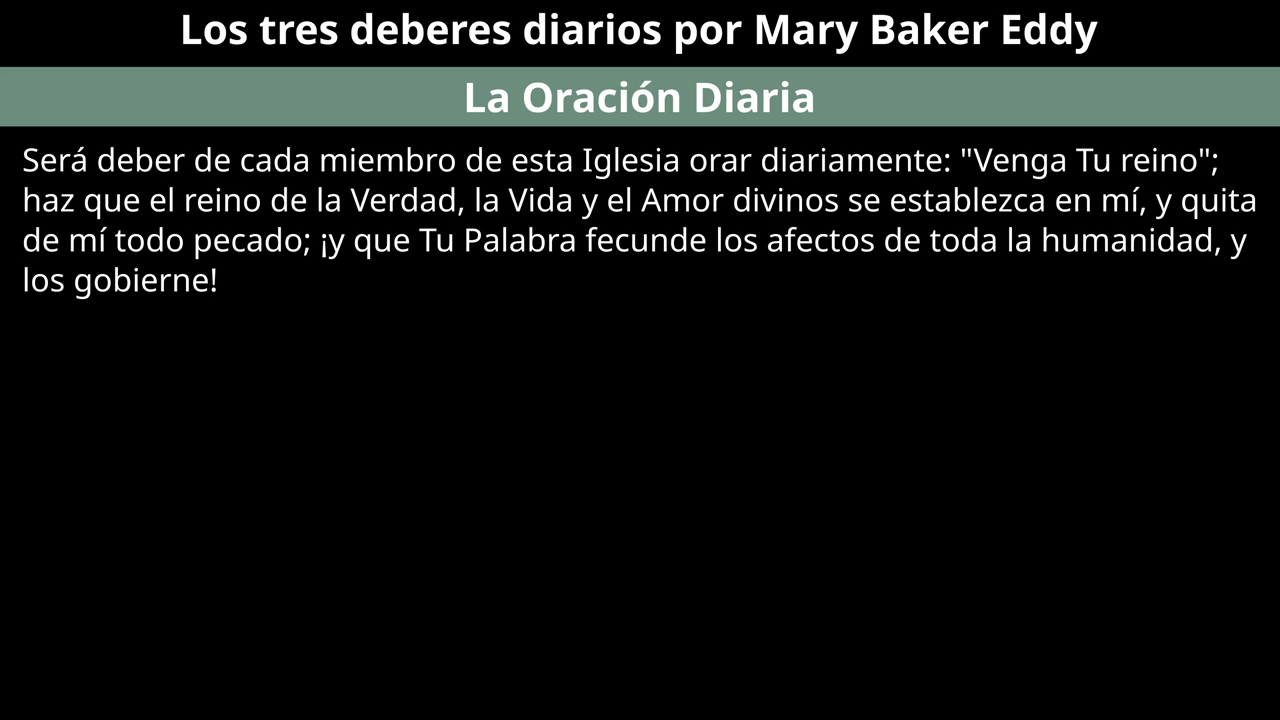 Los tres deberes diarios por Mary Baker Eddy
La Oración Diaria
Será deber de cada miembro de esta Iglesia orar diariamente: "Venga Tu reino";
haz que el reino de la Verdad, la Vida y el Amor divinos se establezca en mí, y quita
de mí todo pecado; ¡y que Tu Palabra fecunde los afectos de toda la humanidad, y
los gobierne!